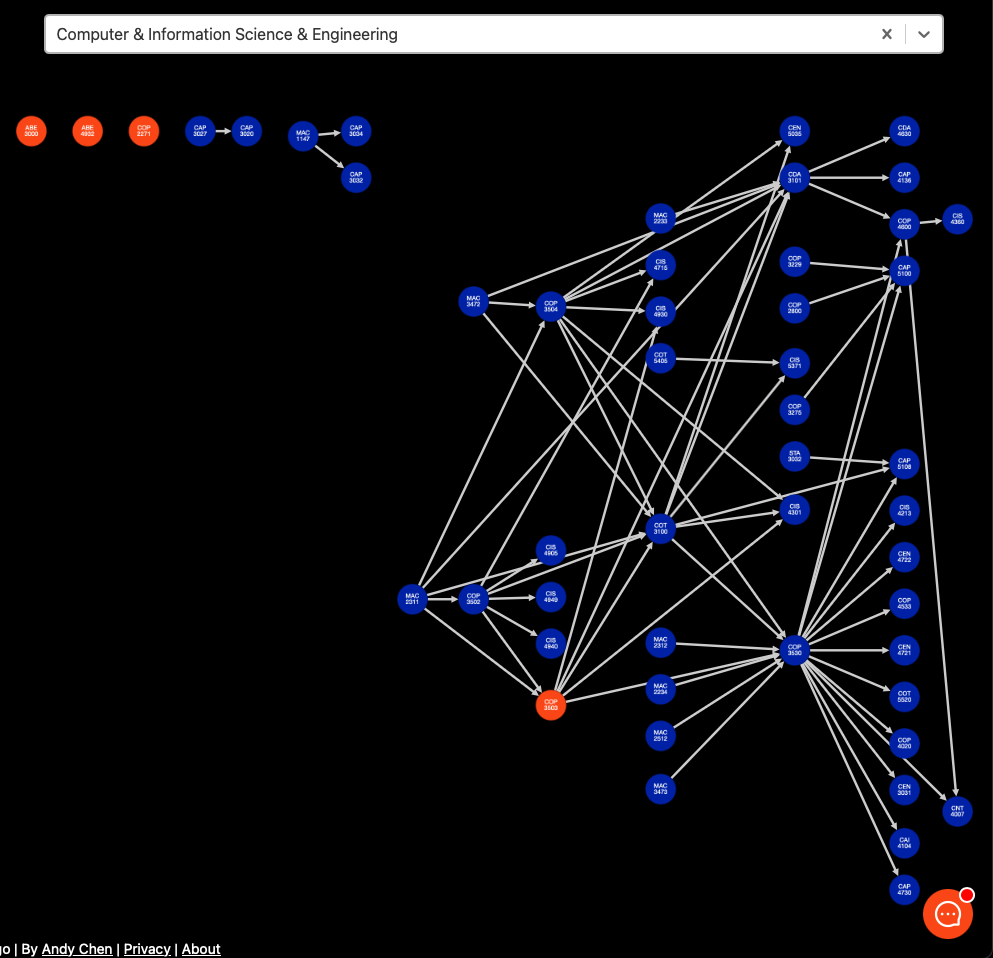 Computer & Information Science & Engineering
ABE
3000
ABE
4932
COP
2271
CAP
3027
CAP
3020
MAC
1147
CAP
3034
CAP
3032
CEN
5035
CDA
4630
CDA
3101
CAP
4136
MAC
2233
COP
4600
CIS
4360
CIS
4715
COP
3229
CAP
5100
MAC
3472
COP
3504
CIS
4930
COP
2800
COT
5405
CIS
5371
COP
3275
STA
3032
CAP
5108
CIS
4301
CIS
4213
COT
3100
CIS
4905
CEN
4722
MAC
2311
COP
3502
CIS
4949
COP
4533
CIS
4940
MAC
2312
COP
3530
CEN
4721
MAC
2234
COT
5520
COP
3503
MAC
2512
COP
4020
MAC
3473
CEN
3031
CNT
4007
CAI
4104
CAP
4730
go | By Andy Chen | Privacy | About